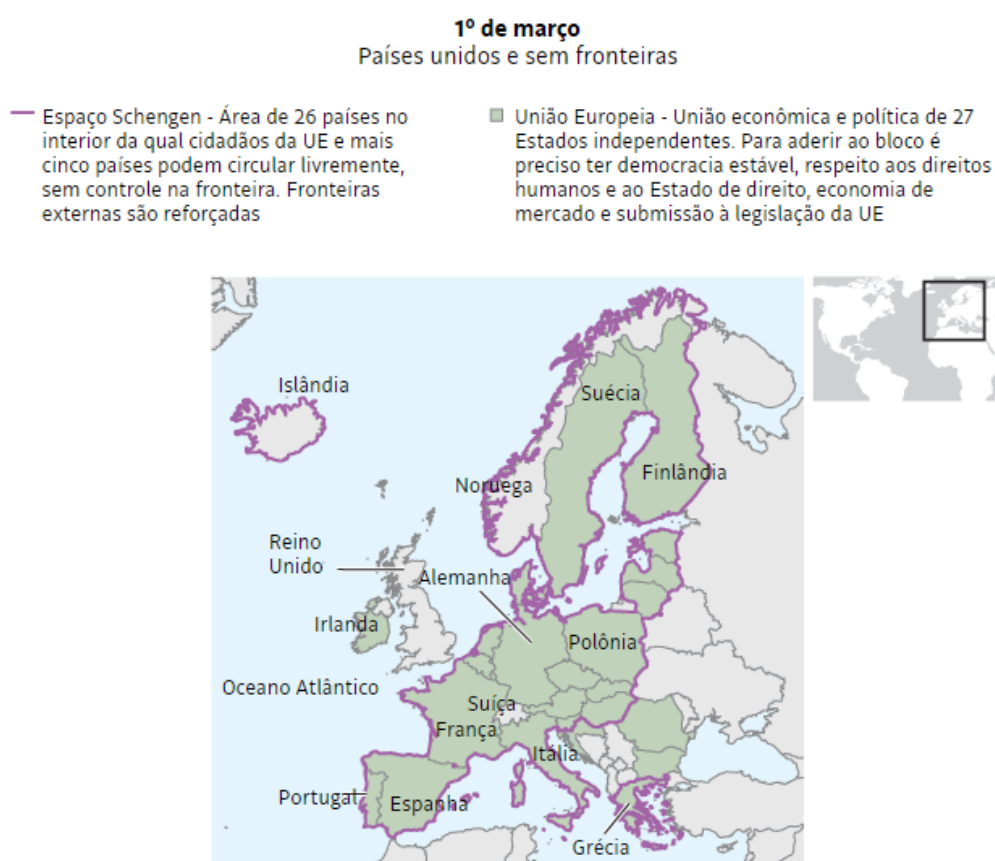 1º de março
Países unidos e sem fronteiras
Espaço Schengen - Área de 26 países no
interior da qual cidadãos da UE e mais
cinco países podem circular livremente,
sem controle na fronteira. Fronteiras
externas são reforçadas
União Europeia - União econômica e política de 27
Estados independentes. Para aderir ao bloco é
preciso ter democracia estável, respeito aos direitos
humanos e ao Estado de direito, economia de
mercado e submissão à legislação da UE
Islândia
Suécia
Finlândia
Noruega
Reino
Unido
Alemanha
Irlanda
Polônia
Oceano Atlântico
Suíça
França
Itália
Portugal
Espanha
Grécia